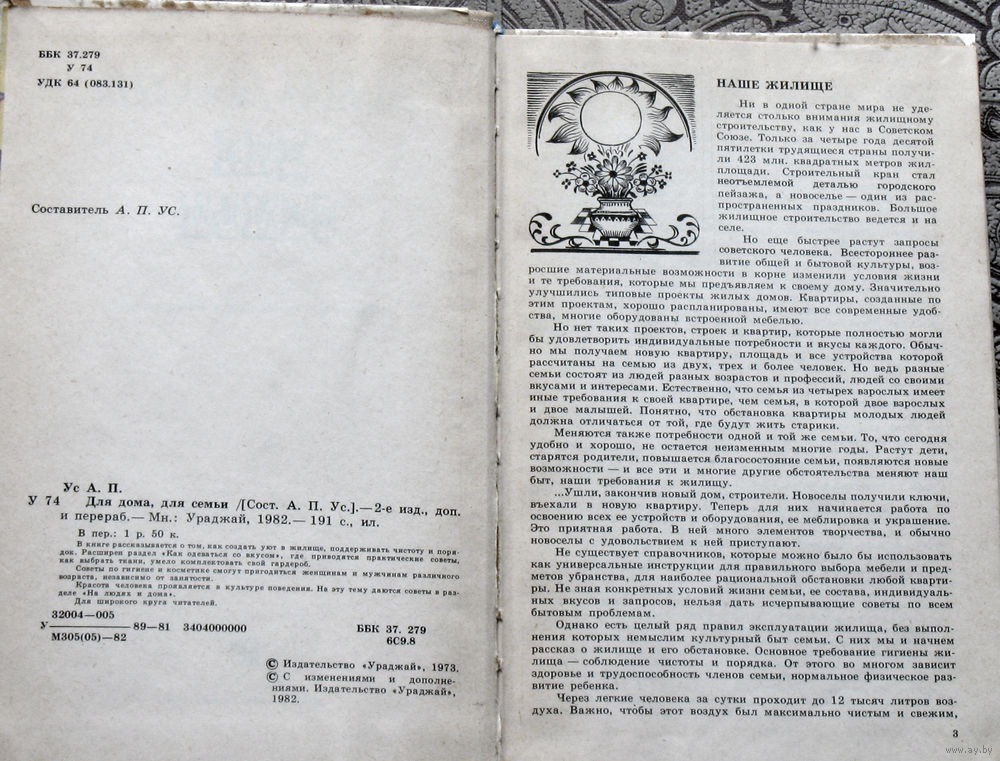 ББК 37.279
У 74
УДК 64 (083.131)
Составитель А. П. УС.
Ус А. П.
У 74 Для дома, для семьи /[Сост. А. П. Ус.].—2-е изд., доп.
и перераб.— Мн.: Ураджай, 1982.— 191 с., ил.
В пер.: 1 р. 50 к.
В книге рассказывается о том, как создать уют в жилище, поддерживать чистоту и поря-
док. Расширен раздел «Как одеваться со вкусом», где приводятся практические советы,
как выбрать ткани, умело комплектовать свой гардероб.
Советы по гигиене и косметике смогут пригодиться женщинам и мужчинам различного
возраста, независимо от занятости.
Красота человека проявляется в культуре поведения. На эту тему даются советы в раз-
деле «На людях и дома».
Для широкого круга читателей.
32004—005
У——— 89—81 3404000000
М305(05)—82
ББК 37. 279
6С9.8
© Издательство «Ураджай», 1973.
© С изменениями и дополне-
ниями. Издательство «Ураджай»,
1982.
НАШЕ ЖИЛИЩЕ
Ни в одной стране мира не уде-
ляется столько внимания жилищному
строительству, как у нас в Советском
Союзе. Только за четыре года десятой
пятилетки трудящиеся страны получи-
ли 423 млн. квадратных метров жил-
площади. Строительный кран стал
неотъемлемой деталью городского
пейзажа, а новоселье — один из рас-
пространенных праздников. Большое
жилищное строительство ведется и на
селе.
Но еще быстрее растут запросы
советского человека. Всестороннее раз-
витие общей и бытовой культуры, воз-
росшие материальные возможности в корне изменили условия жизни
и те требования, которые мы предъявляем к своему дому. Значительно
улучшились типовые проекты жилых домов. Квартиры, созданные по
этим проектам, хорошо распланированы, имеют все современные удоб-
ства, многие оборудованы встроенной мебелью.
Но нет таких проектов, строек и квартир, которые полностью могли
бы удовлетворить индивидуальные потребности и вкусы каждого. Обыч-
но мы получаем новую квартиру, площадь и все устройства которой
рассчитаны на семью из двух, трех и более человек. Но ведь разные
семьи состоят из людей разных возрастов и профессий, людей со своими
вкусами и интересами. Естественно, что семья из четырех взрослых имеет
иные требования к своей квартире, чем семья, в которой двое взрослых
и двое малышей. Понятно, что обстановка квартиры молодых людей
должна отличаться от той, где будут жить старики.
Меняются также потребности одной и той же семьи. То, что сегодня
удобно и хорошо, не остается неизменным многие годы. Растут дети,
старятся родители, повышается благосостояние семьи, появляются новые
возможности — и все эти и многие другие обстоятельства меняют наш
быт, наши требования к жилищу.
...Ушли, закончив новый дом, строители. Новоселы получили ключи,
въехали в новую квартиру. Теперь для них начинается работа по
освоению всех ее устройств и оборудования, ее меблировка и украшение.
Это приятная работа. В ней много элементов творчества, и обычно
новоселы с удовольствием к ней приступают.
Не существует справочников, которые можно было бы использовать
как универсальные инструкции для правильного выбора мебели и пред-
метов убранства, для наиболее рациональной обстановки любой кварти-
ры. Не зная конкретных условий жизни семьи, ее состава, индивидуаль-
ных вкусов и запросов, нельзя дать исчерпывающие советы по всем
бытовым проблемам.
Однако есть целый ряд правил эксплуатации жилища, без выпол-
нения которых немыслим культурный быт семьи. С них мы и начнем
рассказ о жилище и его обстановке. Основное требование гигиены жи-
лища — соблюдение чистоты и порядка. От этого во многом зависит
здоровье и трудоспособность членов семьи, нормальное физическое раз-
витие ребенка.
Через легкие человека за сутки проходит до 12 тысяч литров воз-
духа. Важно, чтобы этот воздух был максимально чистым и свежим,
3
www.ay.by